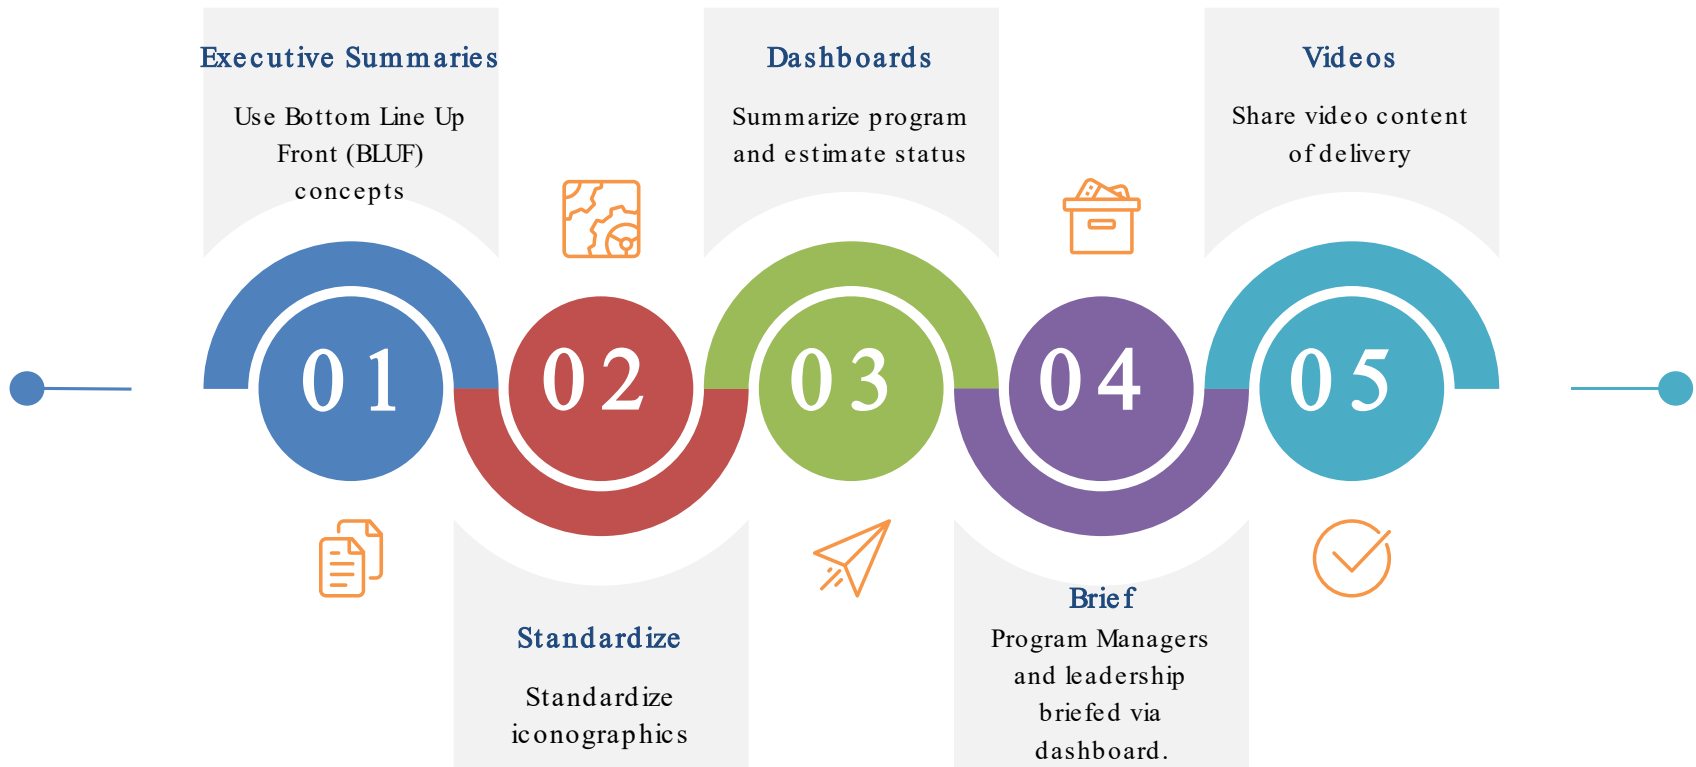 Executive Summaries
Use Bottom Line Up
Front (BLUF)
concepts
01
02
Standardize
Standardize
iconographics
Dashboards
Summarize program
and estimate status
03
04
Brief
Program Managers
and leadership
briefed via
dashboard.
Videos
Share video content
of delivery
05